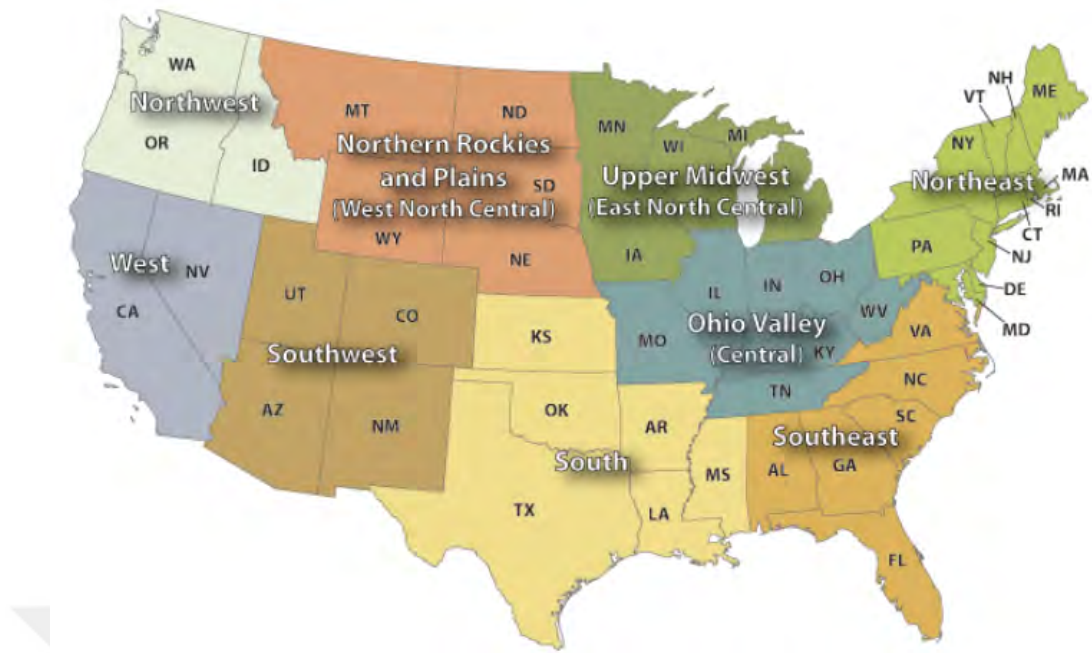 WA
Northwest
OR
ID
MT
ND
Northern Rockies
and Plains
(West North Central)
SD
WY
NE
MN
WI
MI
Upper Midwest
(East North Central)
IA
NH
VT
ME
NY
Northeast
MA
RI
CT
NJ
PA
DE
MD
West
NV
CA
UT
CO
Southwest
AZ
NM
KS
OK
AR
South
TX
LA
MS
IL
IN
OH
WV
Ohio Valley
(Central)
MO
KY
TN
VA
NC
SC
Southeast
AL
GA
FL